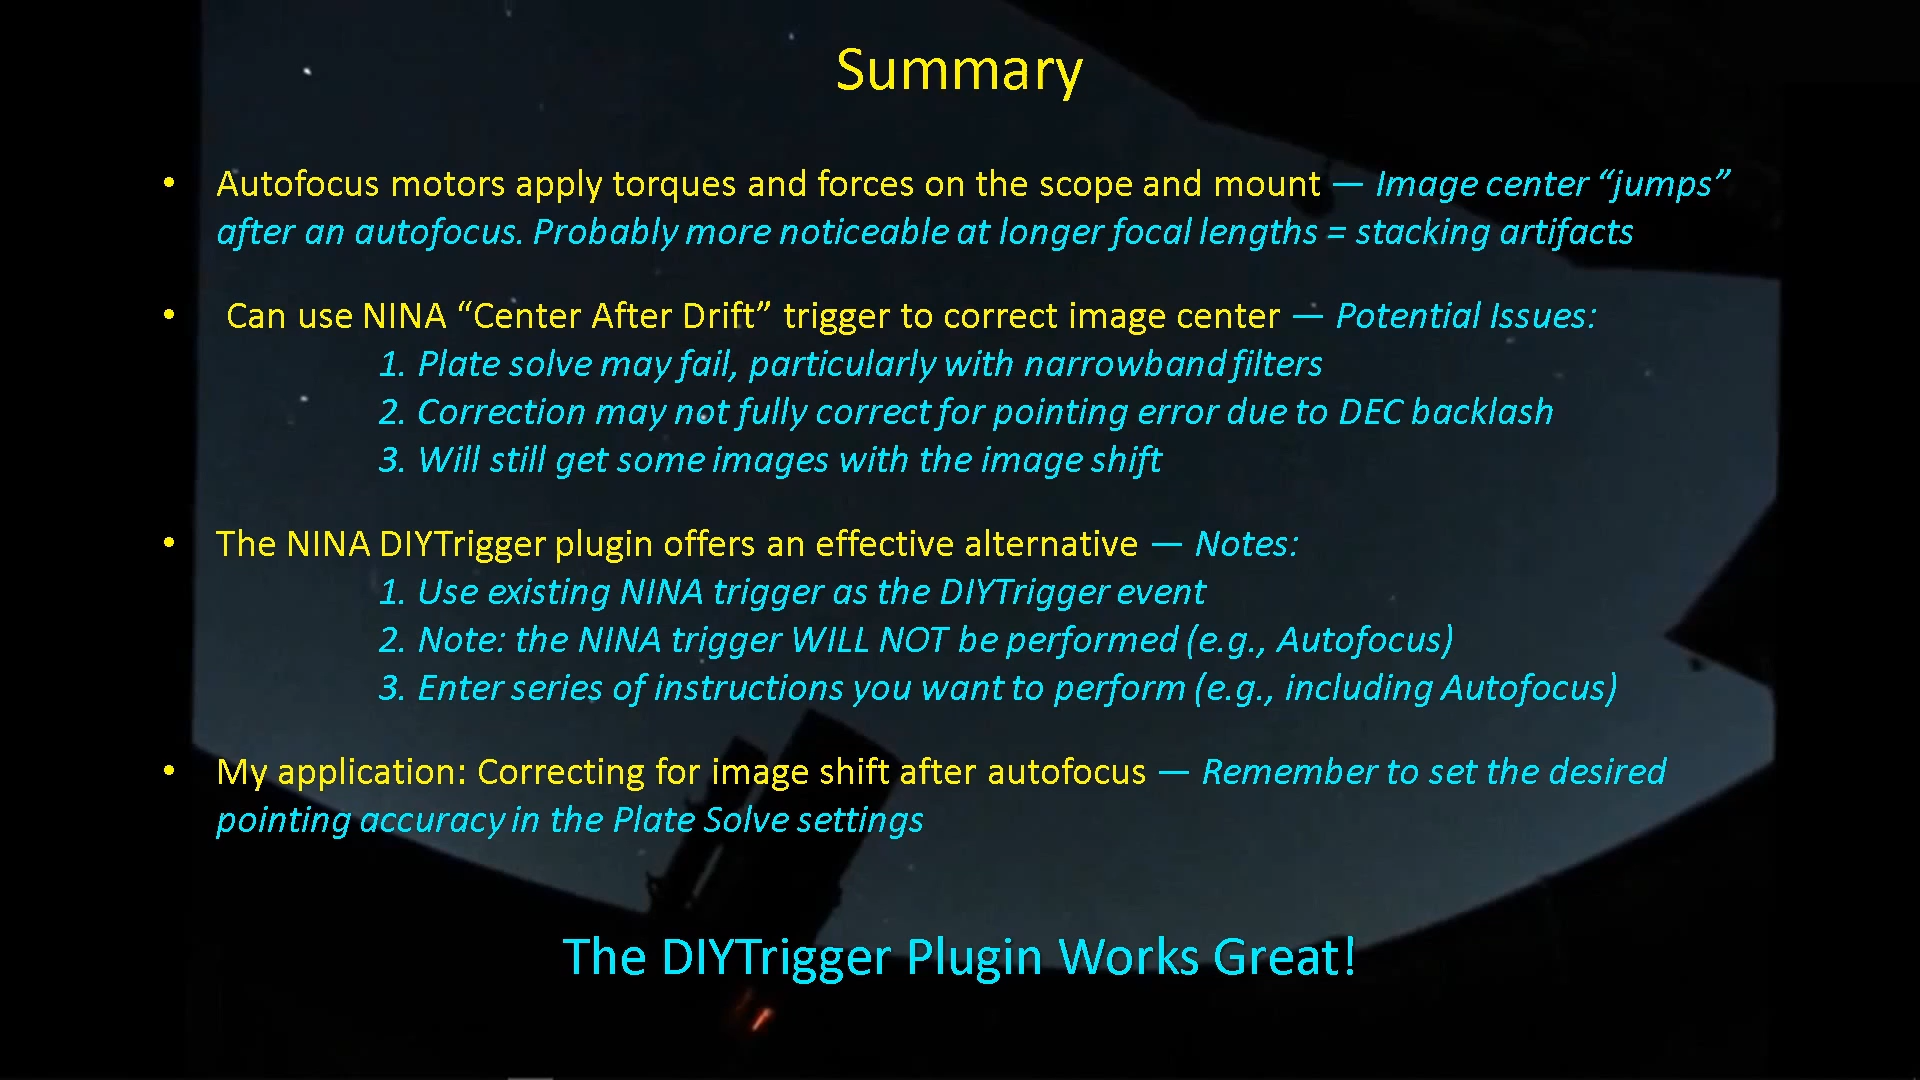 Summary
• Autofocus motors apply torques and forces on the scope and mount — Image center “jumps”
after an autofocus. Probably more noticeable at longer focal lengths = stacking artifacts
• Can use NINA “Center After Drift” trigger to correct image center — Potential Issues:
1. Plate solve may fail, particularly with narrowband filters
2. Correction may not fully correct for pointing error due to DEC backlash
3. Will still get some images with the image shift
• The NINA DIYTrigger plugin offers an effective alternative — Notes:
1. Use existing NINA trigger as the DIYTrigger event
2. Note: the NINA trigger WILL NOT be performed (e.g., Autofocus)
3. Enter series of instructions you want to perform (e.g., including Autofocus)
• My application: Correcting for image shift after autofocus — Remember to set the desired
pointing accuracy in the Plate Solve settings
The DIYTrigger Plugin Works Great!